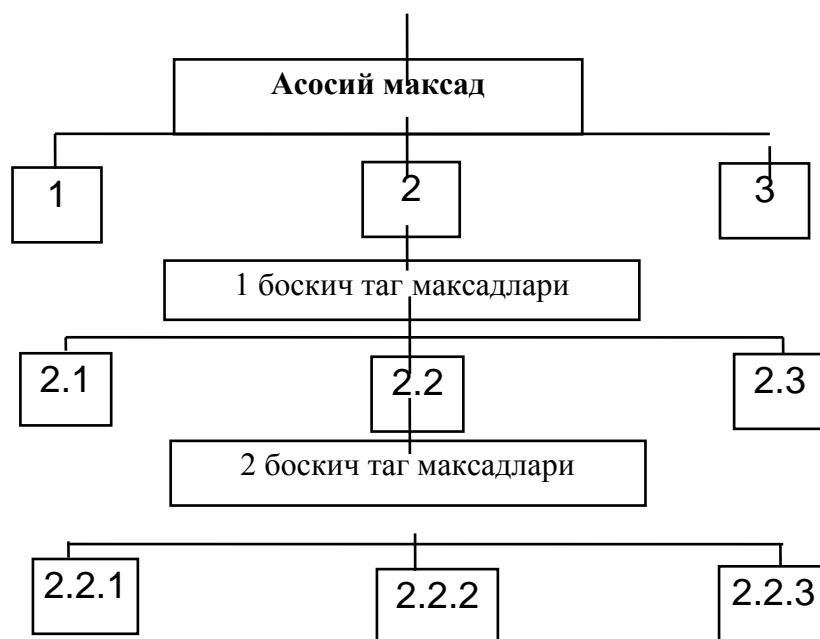 Асосий максад
1 2 3
1 боскич таг максадлари
2.1 2.2 2.3
2 боскич таг максадлари
2.2.1 2.2.2 2.2.3